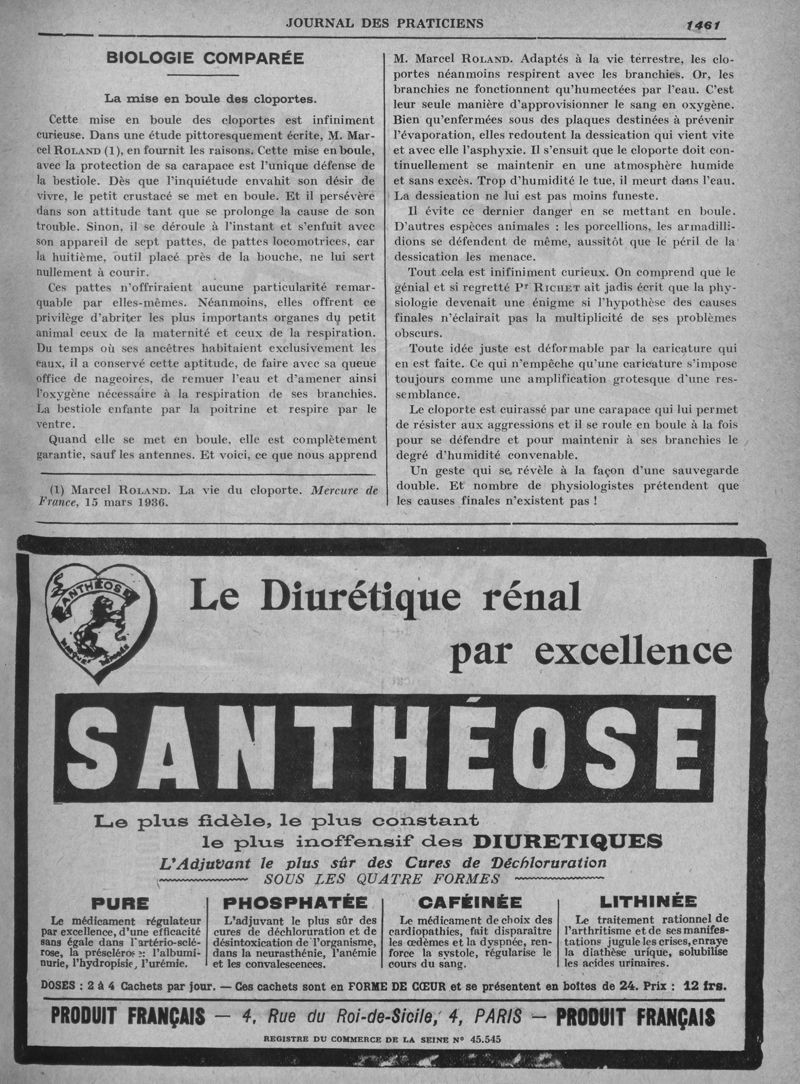 JOURNAL DES PRATICIENS 1461
BIOLOGIE COMPARÉE
La mise en boule des cloportes.
Cette mise en boule des cloportes est infiniment
curieuse. Dans une étude pittoresquement écrite, M. Mar-
cel ROLAND (1), en fournit les raisons. Cette mise en boule,
avec la protection de sa carapace est l'unique défense de
la bestiole. Dès que l'inquiétude envahit son désir de
vivre, le petit crustacé se met en boule. Et il persévère
dans son attitude tant que se prolonge la cause de son
trouble. Sinon, il se déroule à l'instant et s'enfuit avec
son appareil de sept pattes, de pattes locomotrices, car
la huitième, outil placé près de la bouche, ne lui sert
nullement à courir.
Ces pattes n'offriraient aucune particularité remar-
quable par elles-mêmes. Néanmoins, elles offrent ce
privilège d'abriter les plus importants organes du petit
animal ceux de la maternité et ceux de la respiration.
Du temps où ses ancêtres habitaient exclusivement les
eaux, il a conservé cette aptitude, de faire avec sa queue
office de nageoires, de remuer l'eau et d'amener ainsi
l'oxygène nécessaire à la respiration de ses branchies.
La bestiole enfante par la poitrine et respire par le
ventre.
Quand elle se met en boule, elle est complètement
garantie, sauf les antennes. Et voici, ce que nous apprend
(1) Marcel ROLAND. La vie du cloporte. Mercure de
France, 15 mars 1936.
M. Marcel ROLAND. Adaptés à la vie terrestre, les clo-
portes néanmoins respirent avec les branchies. Or, les
branchies ne fonctionnent qu'humectées par l'eau. C'est
leur seule manière d'approvisionner le sang en oxygène.
Bien qu'enfermées sous des plaques destinées à prévenir
l'évaporation, elles redoutent la dessication qui vient vite
et avec elle l'asphyxie. Il s'ensuit que le cloporte doit con-
tinuellement se maintenir en une atmosphère humide
et sans excès. Trop d'humidité le tue, il meurt dans l'eau.
La dessication ne lui est pas moins funeste.
Il évite ce dernier danger en se mettant en boule.
D'autres espèces animales : les porcellions, les armadilli-
dions se défendent de même, aussitôt que le péril de la
dessication les menace.
Tout cela est inifiniment curieux. On comprend que le
génial et si regretté Pr RICHET ait jadis écrit que la phy-
siologie devenait une énigme si l'hypothèse des causes
finales n'éclairait pas la multiplicité de ses problèmes
obscurs.
Toute idée juste est déformable par la caricature qui
en est faite. Ce qui n'empêche qu'une caricature s'impose
toujours comme une amplification grotesque d'une res-
semblance.
Le cloporte est cuirassé par une carapace qui lui permet
de résister aux aggressions et il se roule en boule à la fois
pour se défendre et pour maintenir à ses branchies le
degré d'humidité convenable.
Un geste qui se révèle à la façon d'une sauvegarde
double. Et nombre de physiologistes prétendent que
les causes finales n'existent pas !
SANTHÉOSE
Marque déposée
Le Diurétique rénal
par excellence
SANTHÉOSE
Le plus fidèle, le plus constant
le plus inoffensif des DIURETIQUES
L'Adjuvant le plus sûr des Cures de Déchloruration
SOUS LES QUATRE FORMES
PURE
Le médicament régulateur
par excellence, d'une efficacité
sans égale dans l'artério-sclé-
rose, la présclérose : l'albumi-
nurie, l'hydropisie, l'urémie.
PHOSPHATÉE
L'adjuvant le plus sûr des
cures de déchloruration et de
désintoxication de l'organisme,
dans la neurasthénie, l'anémie
et les convalescences.
CAFÉINÉE
Le médicament de choix des
cardiopathies, fait disparaître
les œdèmes et la dyspnée, ren-
force la systole, régularise le
cours du sang.
LITHINÉE
Le traitement rationnel de
l'arthritisme et de ses manifes-
tations jugule les crises, enraye
la diathèse urique, solubilise
les acides urinaires.
DOSES : 2 à 4 Cachets par jour. — Ces cachets sont en FORME DE CŒUR et se présentent en boîtes de 24. Prix : 12 frs.
PRODUIT FRANÇAIS — 4, Rue du Roi-de-Sicile, 4, PARIS — PRODUIT FRANÇAIS
REGISTRE DU COMMERCE DE LA SEINE N° 45.545